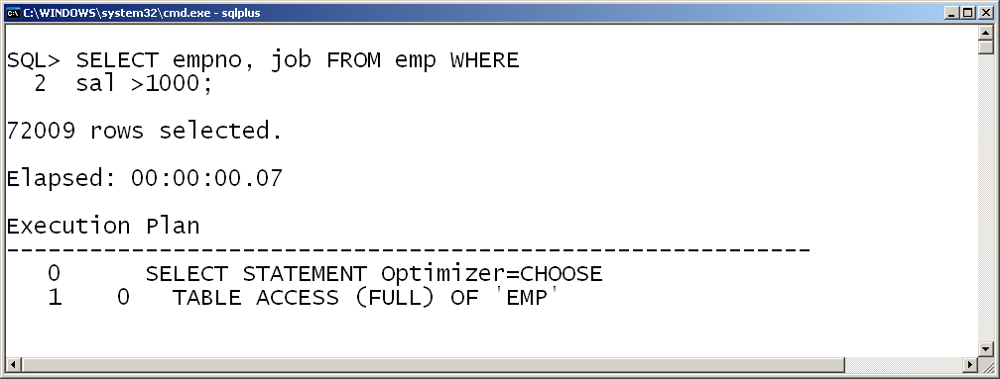 C:\WINDOWS\system32\cmd.exe - sqlplus
SQL> SELECT empno, job FROM emp WHERE
  2  sal >1000;
72009 rows selected.
Elapsed: 00:00:00.07
Execution Plan
----------------------------------------------------------
   0      SELECT STATEMENT Optimizer=CHOOSE
   1    0   TABLE ACCESS (FULL) OF 'EMP'